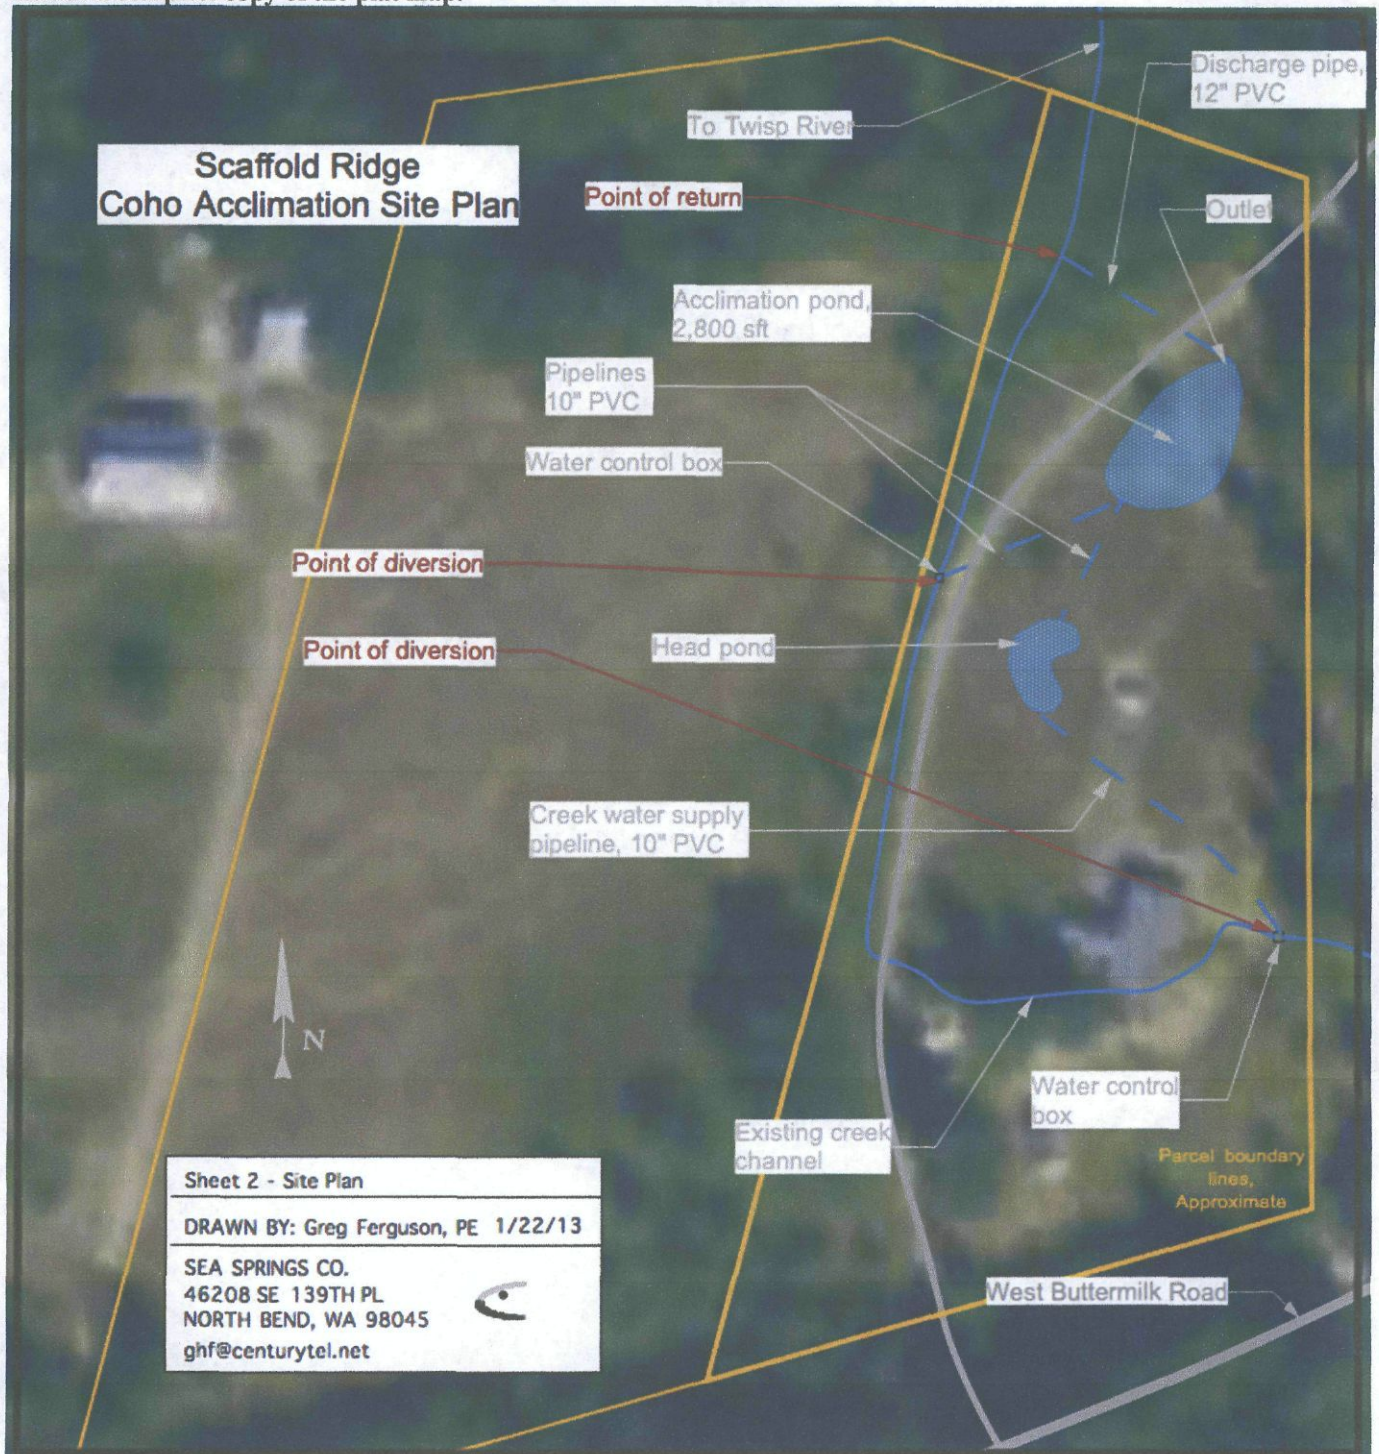 Discharge pipe,
12" PVC
To Twisp River
Scaffold Ridge
Coho Acclimation Site Plan
Point of return
Outlet
Acclimation pond,
2,800 sft
Pipelines
10" PVC
Water control box
Point of diversion
Point of diversion
Head pond
Creek water supply
pipeline, 10" PVC
N
Water control
box
Existing creek
channel
Parcel boundary
lines,
Approximate
Sheet 2 - Site Plan
DRAWN BY: Greg Ferguson, PE 1/22/13
SEA SPRINGS CO.
46208 SE 139TH PL
NORTH BEND, WA 98045
ghf@centurytel.net
West Buttermilk Road